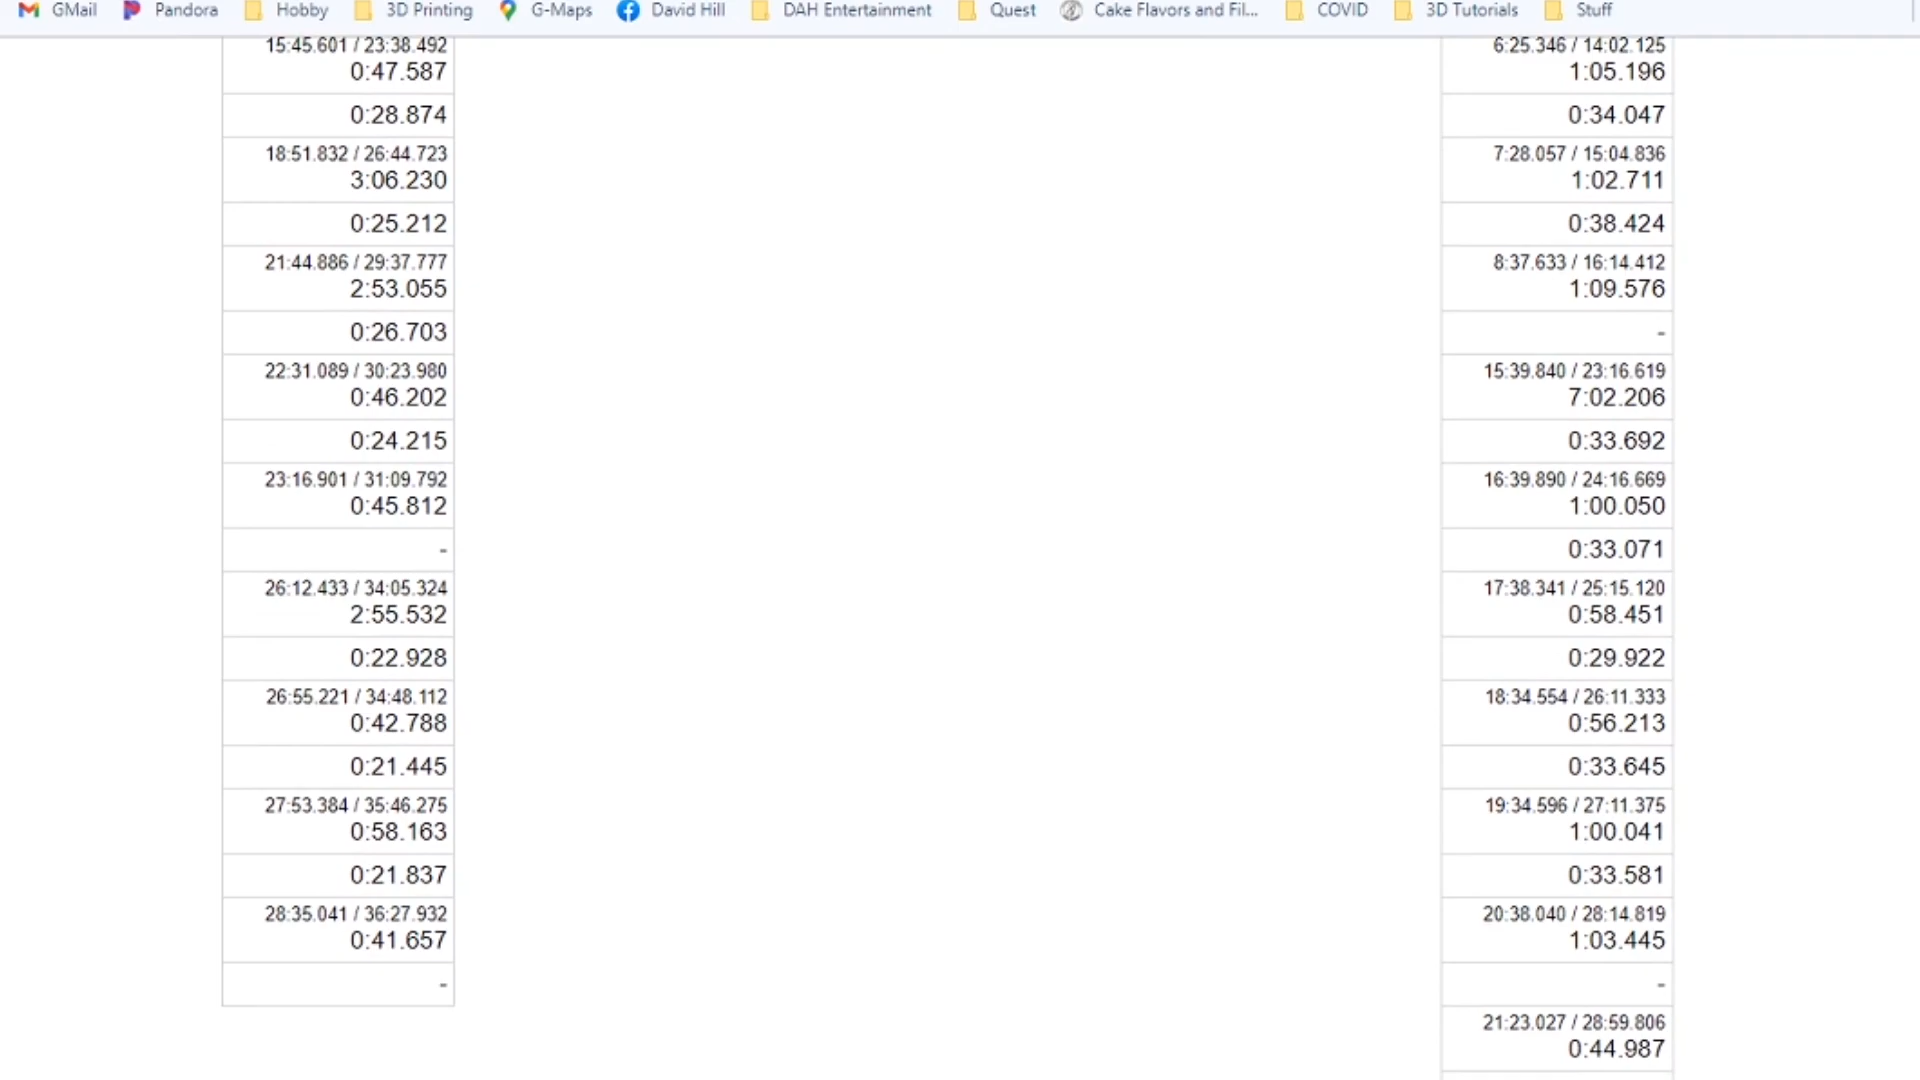 GMail
Pandora
Hobby
3D Printing
G-Maps
David Hill
DAH Entertainment
Quest
Cake Flavors and Fil...
COVID
3D Tutorials
Stuff
15:45.601 / 23:38.492
0:47.587
0:28.874
18:51.832 / 26:44.723
3:06.230
0:25.212
21:44.886 / 29:37.777
2:53.055
0:26.703
22:31.089 / 30:23.980
0:46.202
0:24.215
23:16.901 / 31:09.792
0:45.812
-
26:12.433 / 34:05.324
2:55.532
0:22.928
26:55.221 / 34:48.112
0:42.788
0:21.445
27:53.384 / 35:46.275
0:58.163
0:21.837
28:35.041 / 36:27.932
0:41.657
-
6:25.346 / 14:02.125
1:05.196
0:34.047
7:28.057 / 15:04.836
1:02.711
0:38.424
8:37.633 / 16:14.412
1:09.576
-
15:39.840 / 23:16.619
7:02.206
0:33.692
16:39.890 / 24:16.669
1:00.050
0:33.071
17:38.341 / 25:15.120
0:58.451
0:29.922
18:34.554 / 26:11.333
0:56.213
0:33.645
19:34.596 / 27:11.375
1:00.041
0:33.581
20:38.040 / 28:14.819
1:03.445
-
21:23.027 / 28:59.806
0:44.987